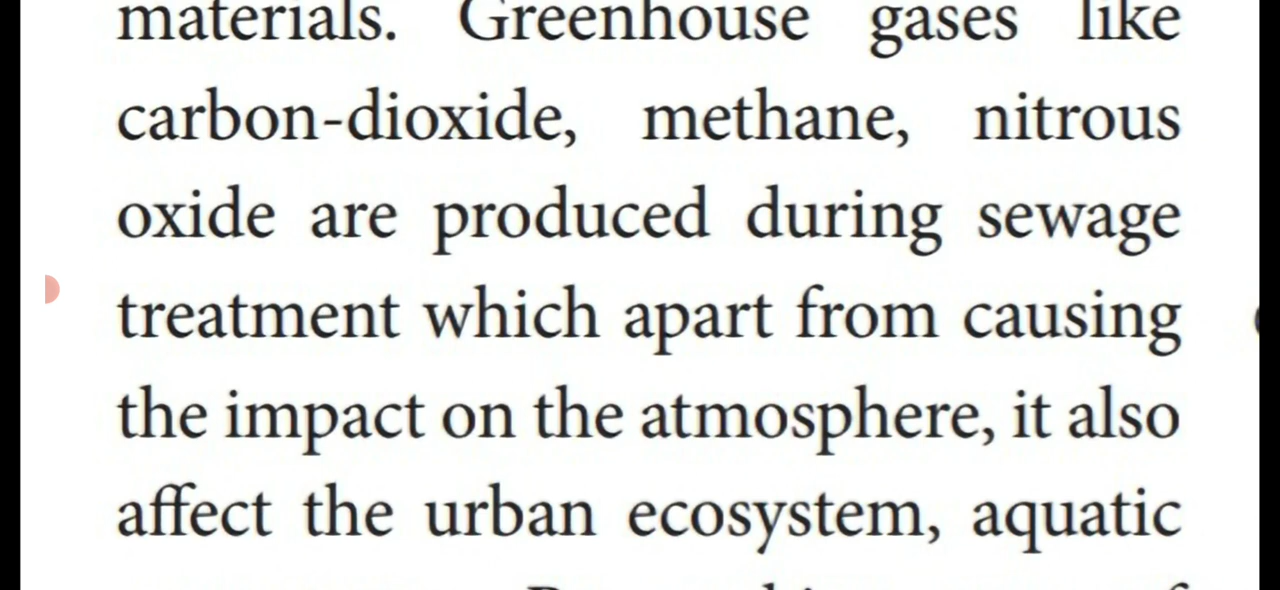 materials. Greenhouse gases like
carbon-dioxide, methane, nitrous
oxide are produced during sewage
treatment which apart from causing
the impact on the atmosphere, it also
affect the urban ecosystem, aquatic